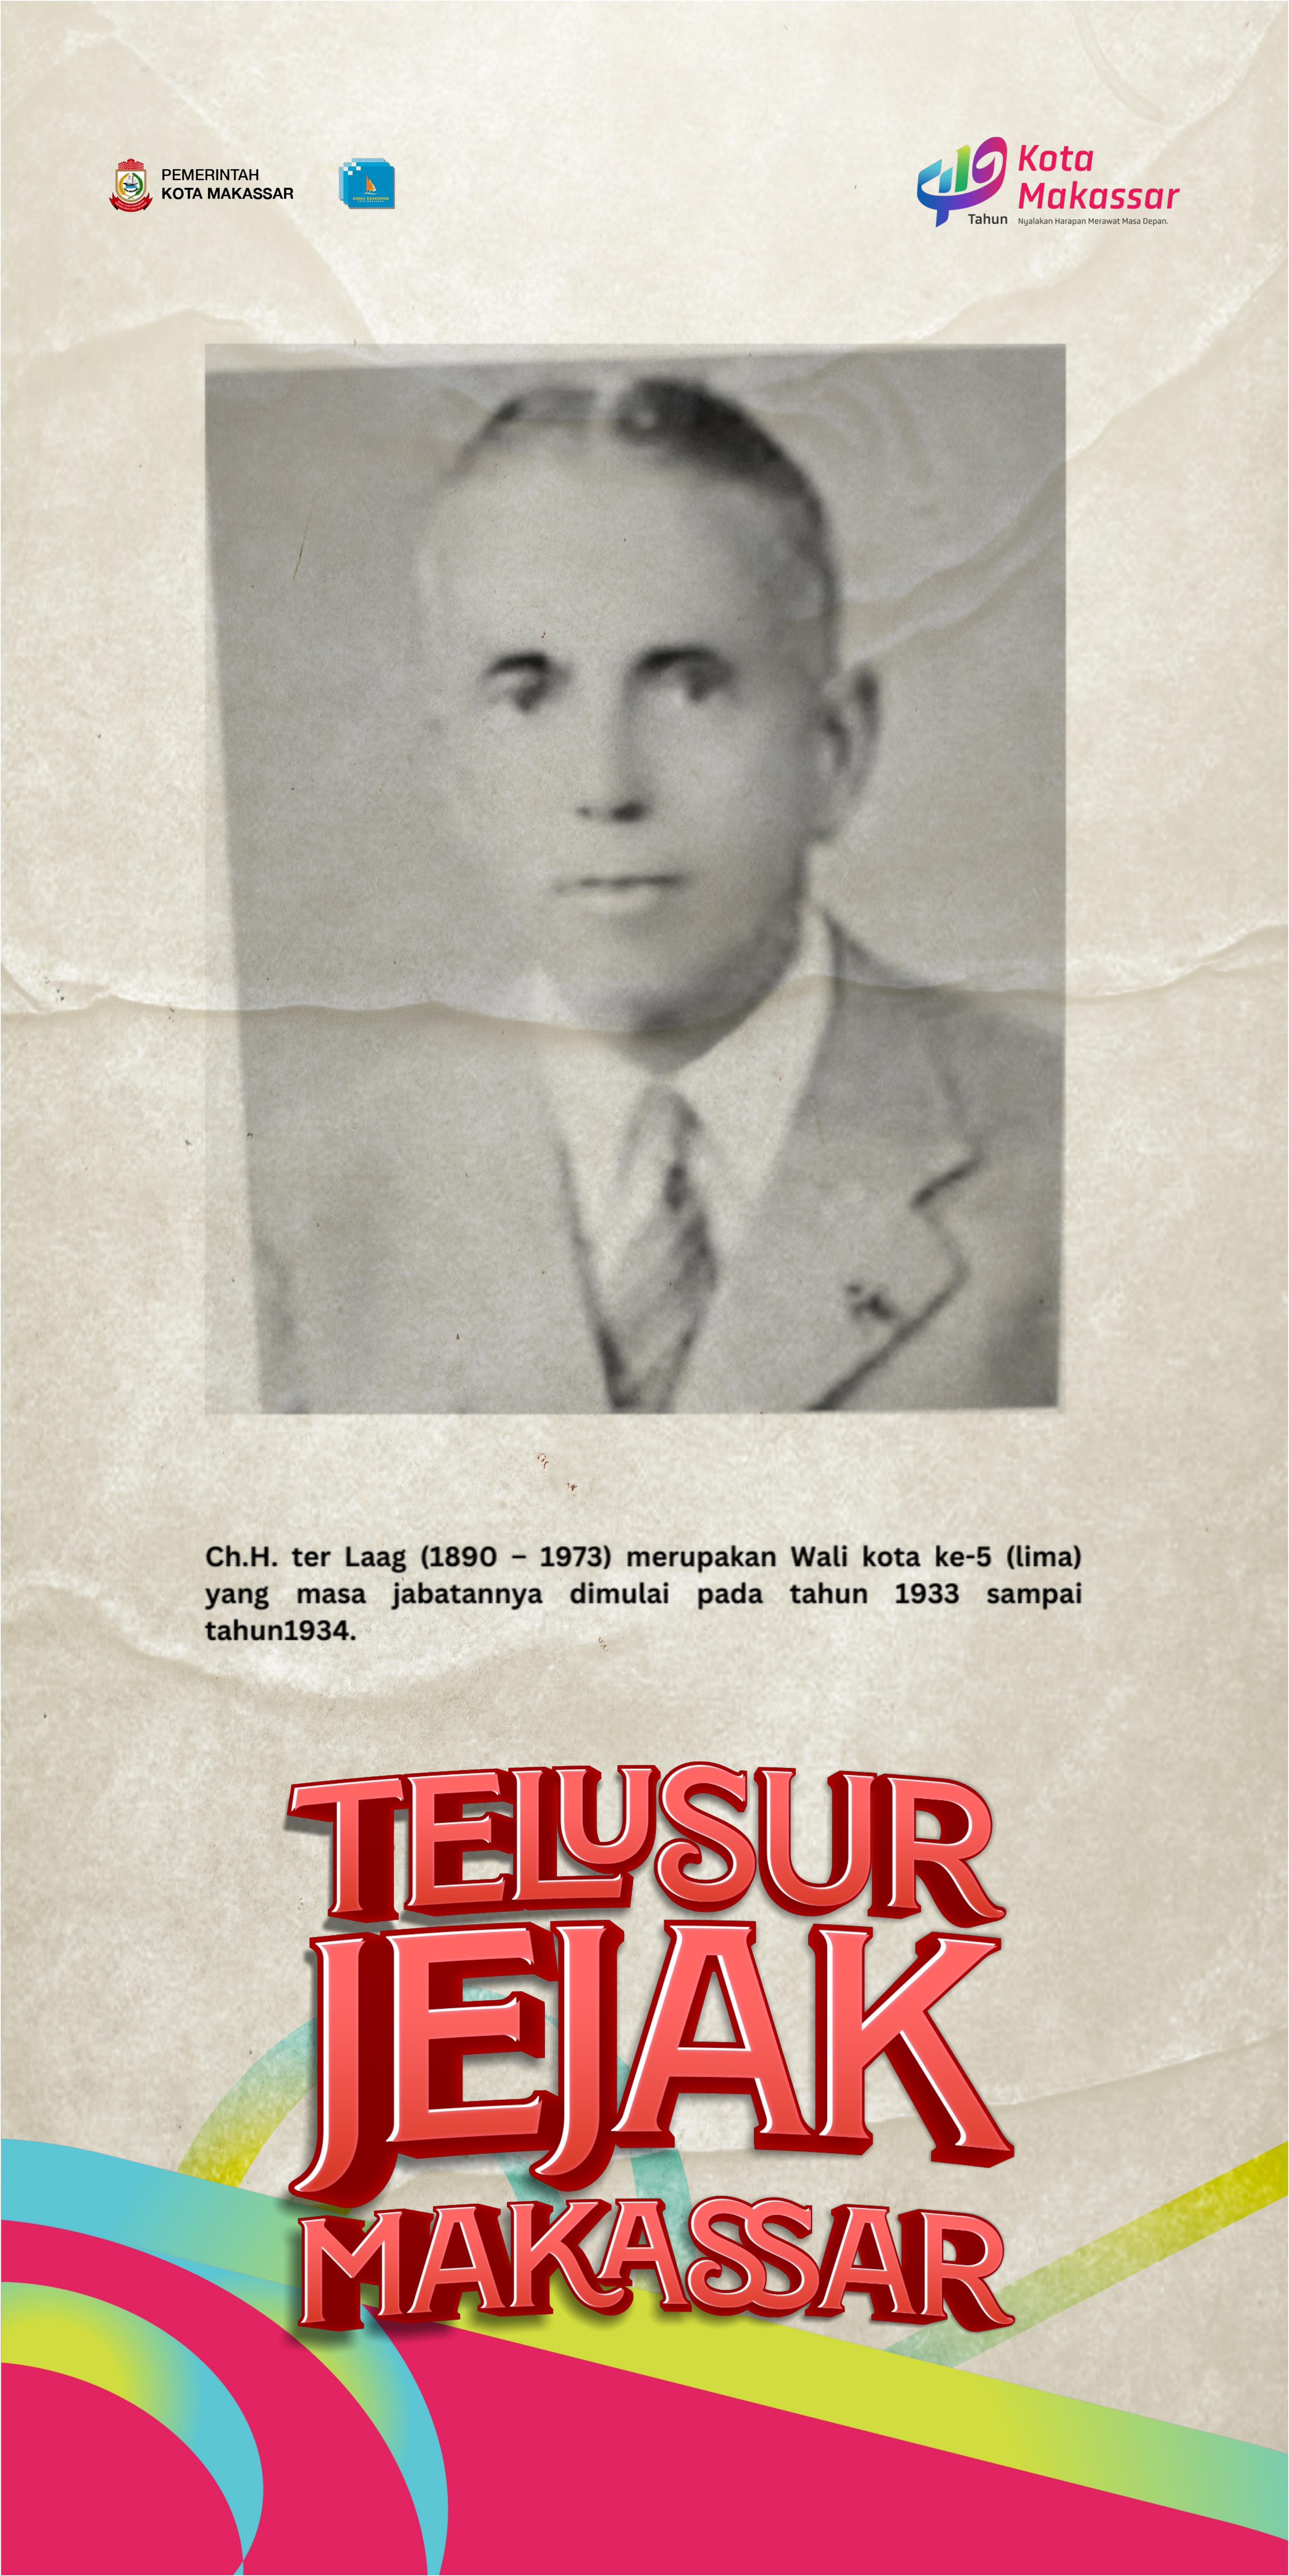 PEMERINTAH
KOTA MAKASSAR
419
Kota
Makassar
Tahun
Nyalakan Harapan Merawat Masa Depan.
Ch.H. ter Laag (1890 – 1973) merupakan Wali kota ke-5 (lima)
yang masa jabatannya dimulai pada tahun 1933 sampai
tahun1934.
TELUSUR
JEJAK
MAKASSAR